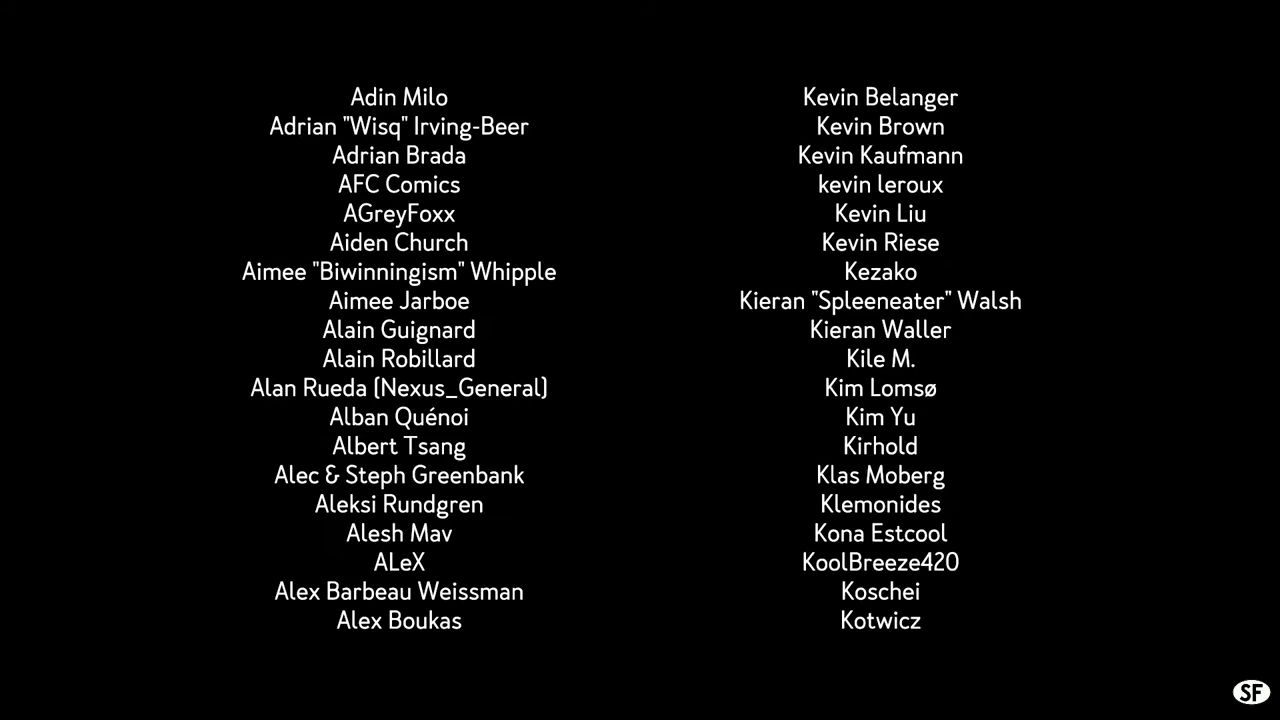 Adin Milo
Adrian "Wisq" Irving-Beer
Adrian Brada
AFC Comics
AGreyFoxx
Aiden Church
Aimee "Biwinningism" Whipple
Aimee Jarboe
Alain Guignard
Alain Robillard
Alan Rueda (Nexus_General)
Alban Quénoi
Albert Tsang
Alec & Steph Greenbank
Aleksi Rundgren
Alesh Mav
ALeX
Alex Barbeau Weissman
Alex Boukas
Kevin Belanger
Kevin Brown
Kevin Kaufmann
kevin leroux
Kevin Liu
Kevin Riese
Kezako
Kieran "Spleeneater" Walsh
Kieran Waller
Kile M.
Kim Lomsø
Kim Yu
Kirhold
Klas Moberg
Klemonides
Kona Estcool
KoolBreeze420
Koschei
Kotwicz
SF